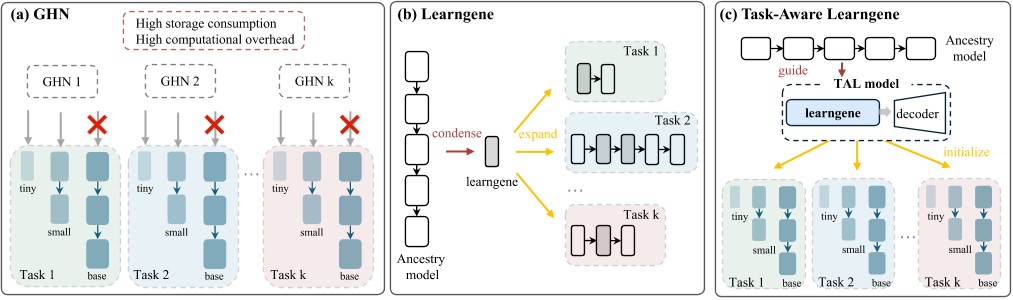 (a) GHN
High storage consumption
High computational overhead
GHN 1
GHN 2
GHN k
tiny
small
base
Task 1
tiny
small
base
Task 2
...
tiny
small
base
Task k
(b) Learngene
Ancestry
model
condense
learngene
expand
Task 1
Task 2
...
Task k
(c) Task-Aware Learngene
Ancestry
model
guide
TAL model
learngene
decoder
initialize
tiny
small
base
Task 1
tiny
small
base
Task 2
...
tiny
small
base
Task k